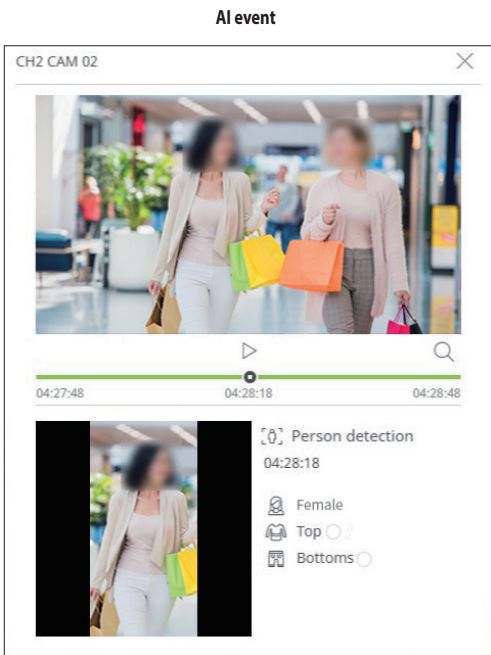 AI event
CH2 CAM 02
04:27:48 04:28:18 04:28:48
Person detection
04:28:18
Female
Top
Bottoms